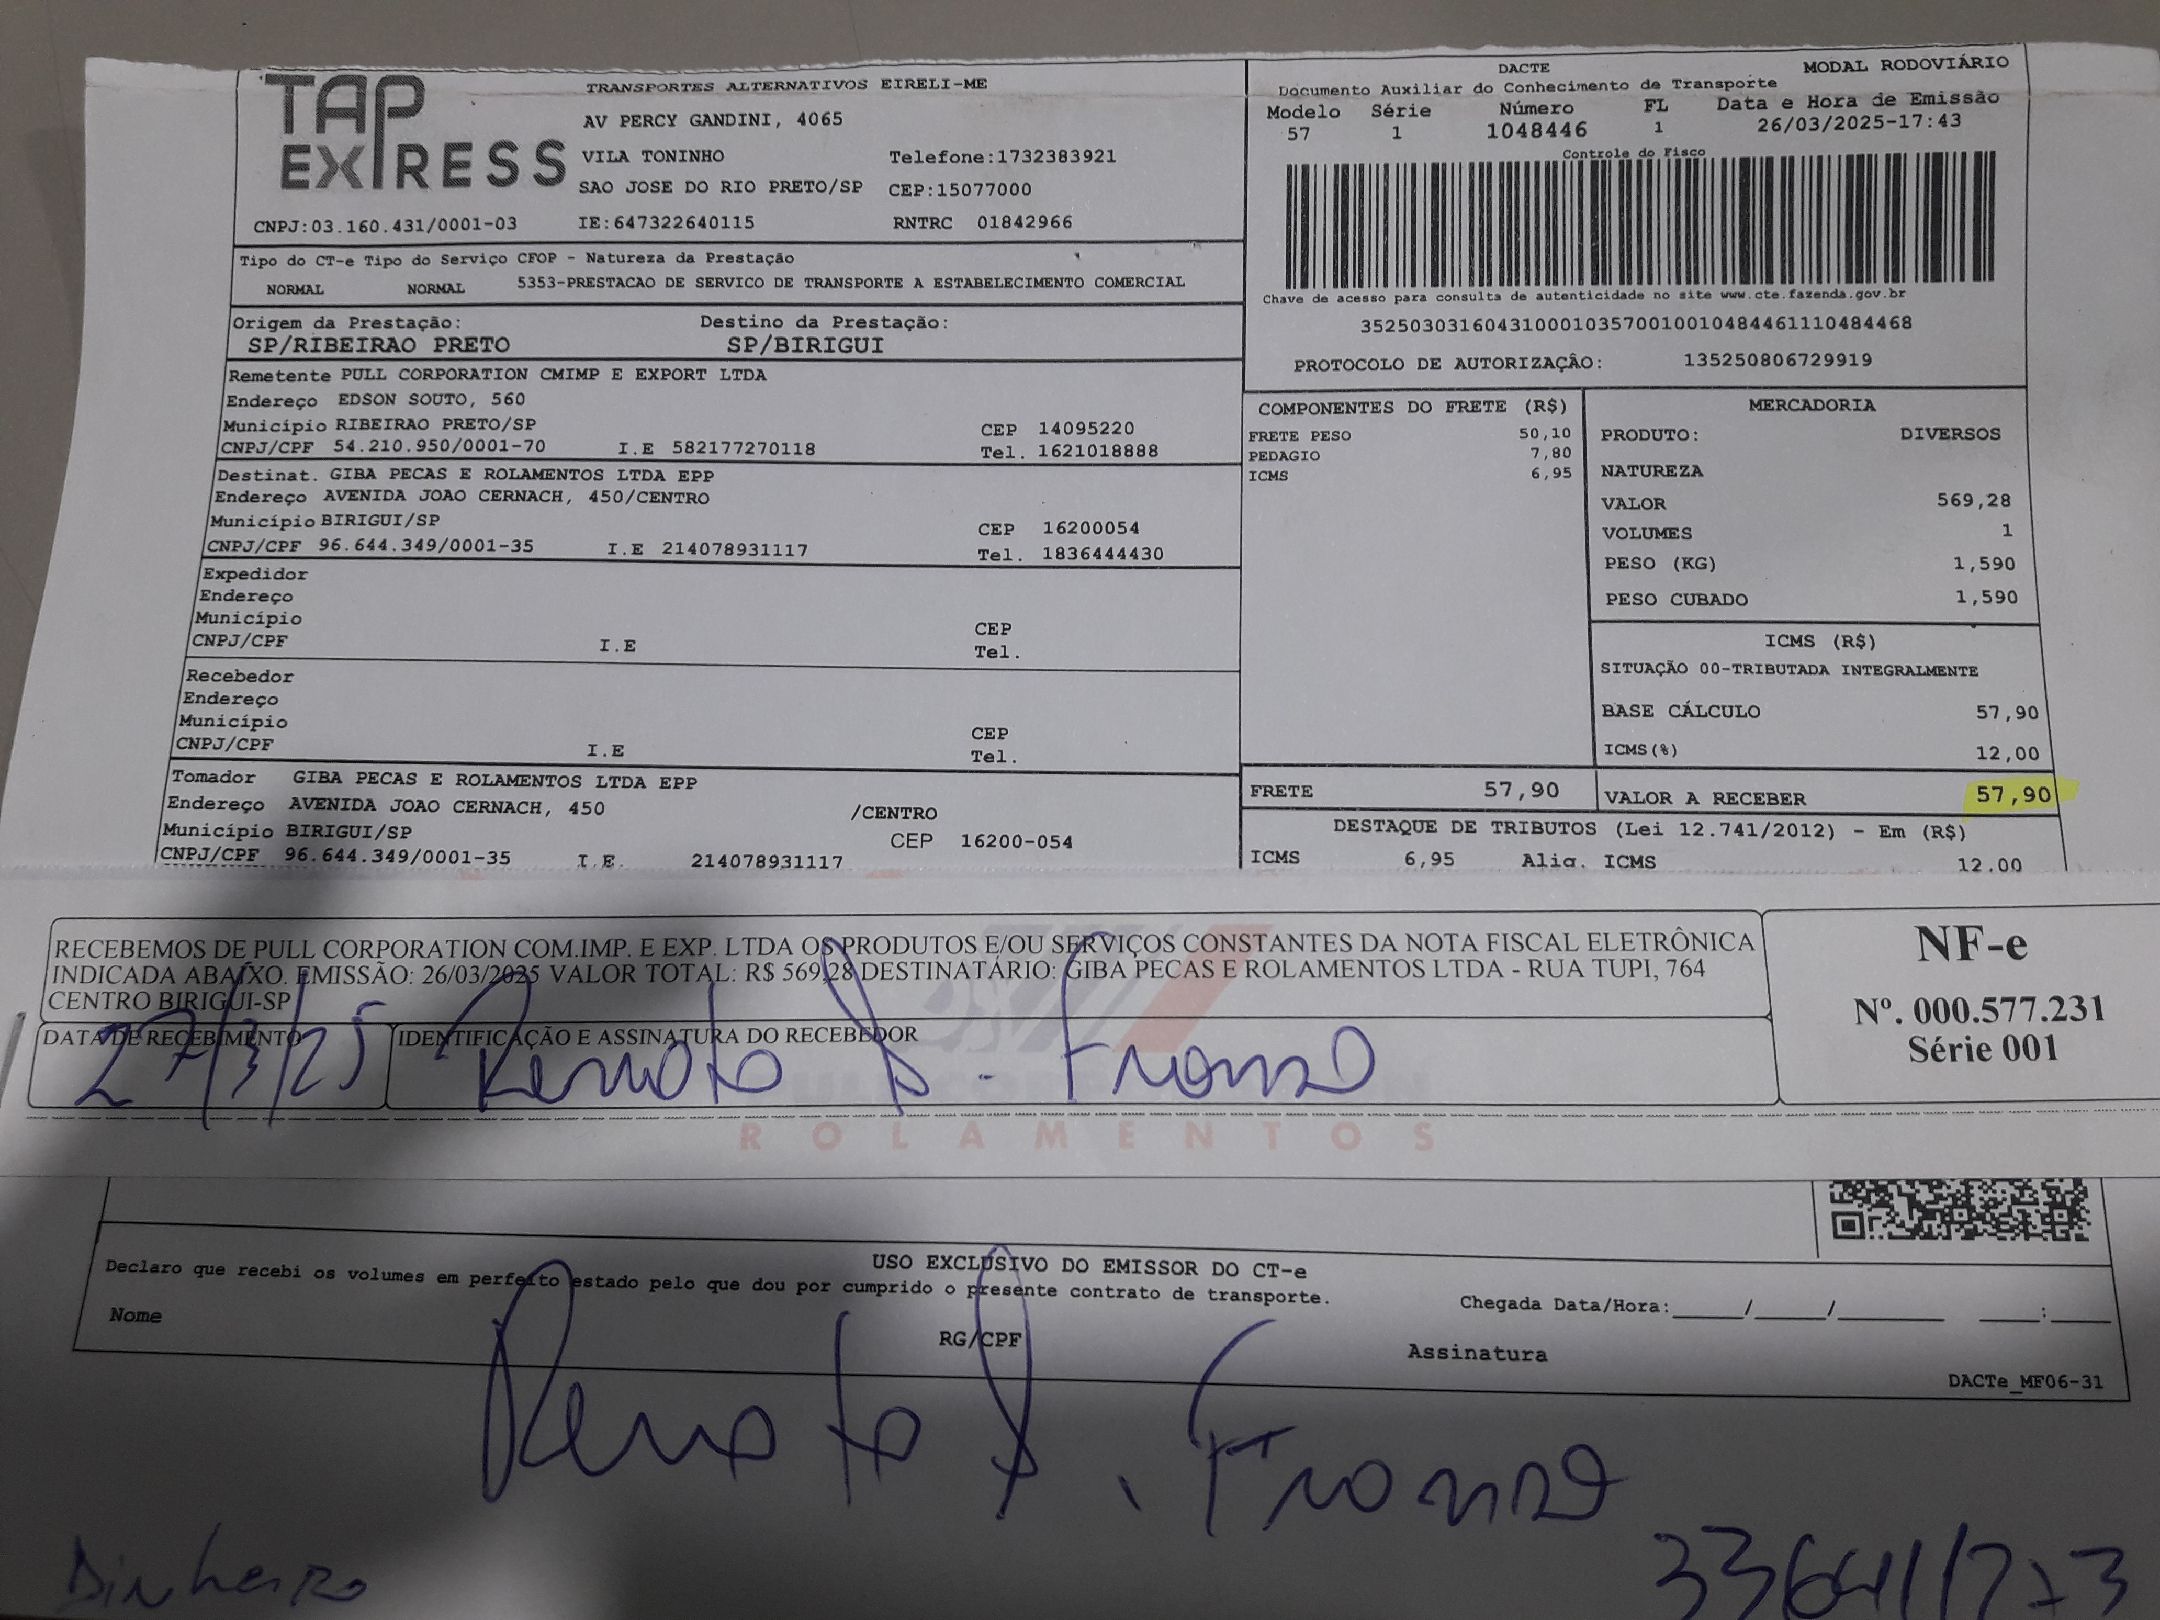 TAP EXPRESS
TRANSPORTES ALTERNATIVOS EIRELI-ME
AV PERCY GANDINI, 4065
VILA TONINHO Telefone:1732383921
SAO JOSE DO RIO PRETO/SP CEP:15077000
CNPJ:03.160.431/0001-03 IE:647322640115 RNTRC 01842966
DACTE MODAL RODOVIÁRIO
Documento Auxiliar do Conhecimento de Transporte
Modelo Série Número FL Data e Hora de Emissão
57 1 1048446 1 26/03/2025-17:43
Controle do Fisco
Chave de acesso para consulta de autenticidade no site www.cte.fazenda.gov.br
35250303160431000103570010010484461110484468
PROTOCOLO DE AUTORIZAÇÂO: 135250806729919
Tipo do CT-e Tipo do Serviço CFOP - Natureza da Prestação
NORMAL NORMAL 5353-PRESTACAO DE SERVICO DE TRANSPORTE A ESTABELECIMENTO COMERCIAL
Origem da Prestação: Destino da Prestação:
SP/RIBEIRAO PRETO SP/BIRIGUI
Remetente PULL CORPORATION CMIMP E EXPORT LTDA
Endereço EDSON SOUTO, 560
Município RIBEIRAO PRETO/SP CEP 14095220
CNPJ/CPF 54.210.950/0001-70 I.E 582177270118 Tel. 1621018888
Destinat. GIBA PECAS E ROLAMENTOS LTDA EPP
Endereço AVENIDA JOAO CERNACH, 450/CENTRO
Município BIRIGUI/SP CEP 16200054
CNPJ/CPF 96.644.349/0001-35 I.E 214078931117 Tel. 1836444430
Expedidor
Endereço
Município CEP
CNPJ/CPF I.E Tel.
Recebedor
Endereço
Município CEP
CNPJ/CPF I.E Tel.
Tomador GIBA PECAS E ROLAMENTOS LTDA EPP
Endereço AVENIDA JOAO CERNACH, 450 /CENTRO
Município BIRIGUI/SP CEP 16200-054
CNPJ/CPF 96.644.349/0001-35 I.E. 214078931117
COMPONENTES DO FRETE (R$)
FRETE PESO 50,10
PEDAGIO 7,80
ICMS 6,95
MERCADORIA
PRODUTO: DIVERSOS
NATUREZA
VALOR 569,28
VOLUMES 1
PESO (KG) 1,590
PESO CUBADO 1,590
ICMS (R$)
SITUAÇÃO 00-TRIBUTADA INTEGRALMENTE
BASE CÁLCULO 57,90
ICMS(%) 12,00
FRETE 57,90 VALOR A RECEBER 57,90
DESTAQUE DE TRIBUTOS (Lei 12.741/2012) - Em (R$)
ICMS 6,95 Aliq. ICMS 12.00
RECEBEMOS DE PULL CORPORATION COM.IMP. E EXP. LTDA OS PRODUTOS E/OU SERVIÇOS CONSTANTES DA NOTA FISCAL ELETRÔNICA
INDICADA ABAIXO. EMISSÃO: 26/03/2025 VALOR TOTAL: R$ 569,28 DESTINATÁRIO: GIBA PECAS E ROLAMENTOS LTDA - RUA TUPI, 764
CENTRO BIRIGUI-SP
DATA DE RECEBIMENTO IDENTIFICAÇÃO E ASSINATURA DO RECEBEDOR
27/3/25 Renato S. Franzo
NF-e
Nº. 000.577.231
Série 001
ROLAMENTOS
USO EXCLUSIVO DO EMISSOR DO CT-e
Declaro que recebi os volumes em perfeito estado pelo que dou por cumprido o presente contrato de transporte.
Chegada Data/Hora:____/____/______ ____:____
Nome RG/CPF Assinatura
DACTe_MF06-31
Renato
Dinheiro